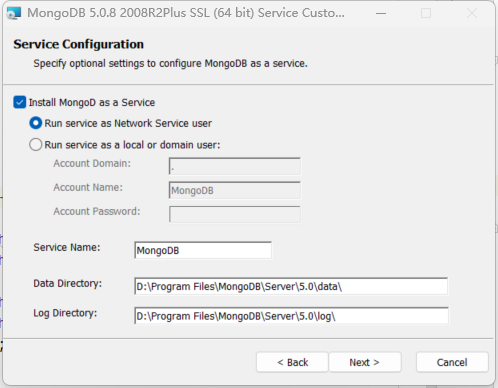 MongoDB 5.0.8 2008R2Plus SSL (64 bit) Service Custo...
Service Configuration
Specify optional settings to configure MongoDB as a service.
Install MongoD as a Service
Run service as Network Service user
Run service as a local or domain user:
Account Domain:
.
Account Name:
MongoDB
Account Password:
Service Name:
MongoDB
Data Directory:
D:\Program Files\MongoDB\Server\5.0\data\
Log Directory:
D:\Program Files\MongoDB\Server\5.0\log\
< Back
Next >
Cancel